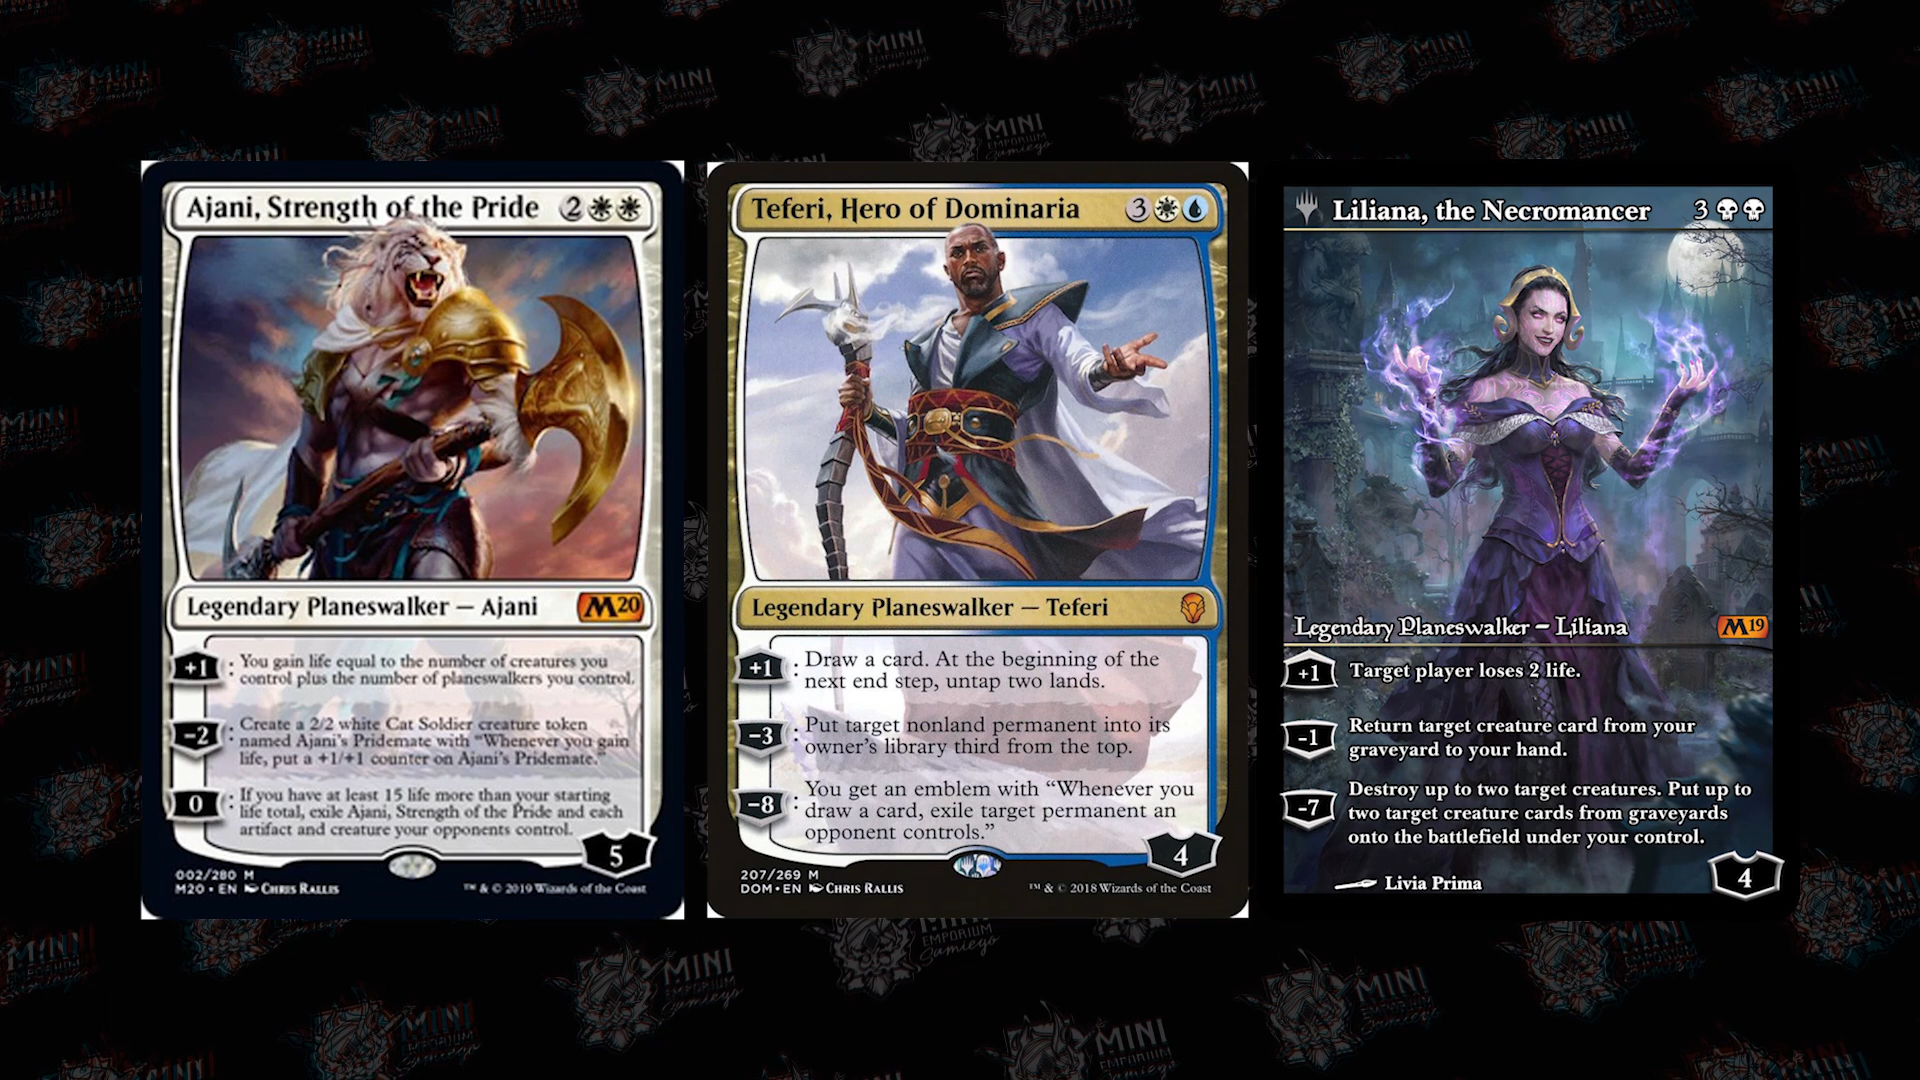 Ajani, Strength of the Pride 2
Legendary Planeswalker — Ajani M20
+1 : You gain life equal to the number of creatures you
control plus the number of planeswalkers you control.
-2 : Create a 2/2 white Cat Soldier creature token
named Ajani's Pridemate with "Whenever you gain
life, put a +1/+1 counter on Ajani's Pridemate."
0 : If you have at least 15 life more than your starting
life total, exile Ajani, Strength of the Pride and each
artifact and creature your opponents control.
5
002/280 M
M20 • EN Chris Rallis
™ & © 2019 Wizards of the Coast
Teferi, Hero of Dominaria 3
Legendary Planeswalker — Teferi
+1 : Draw a card. At the beginning of the
next end step, untap two lands.
-3 : Put target nonland permanent into its
owner's library third from the top.
-8 : You get an emblem with "Whenever you
draw a card, exile target permanent an
opponent controls."
4
207/269 M
DOM • EN Chris Rallis
™ & © 2018 Wizards of the Coast
Liliana, the Necromancer 3
Legendary Planeswalker – Liliana M19
+1 Target player loses 2 life.
-1 Return target creature card from your
graveyard to your hand.
-7 Destroy up to two target creatures. Put up to
two target creature cards from graveyards
onto the battlefield under your control.
Livia Prima
4
MINI
EMPORIUM
Sumiego